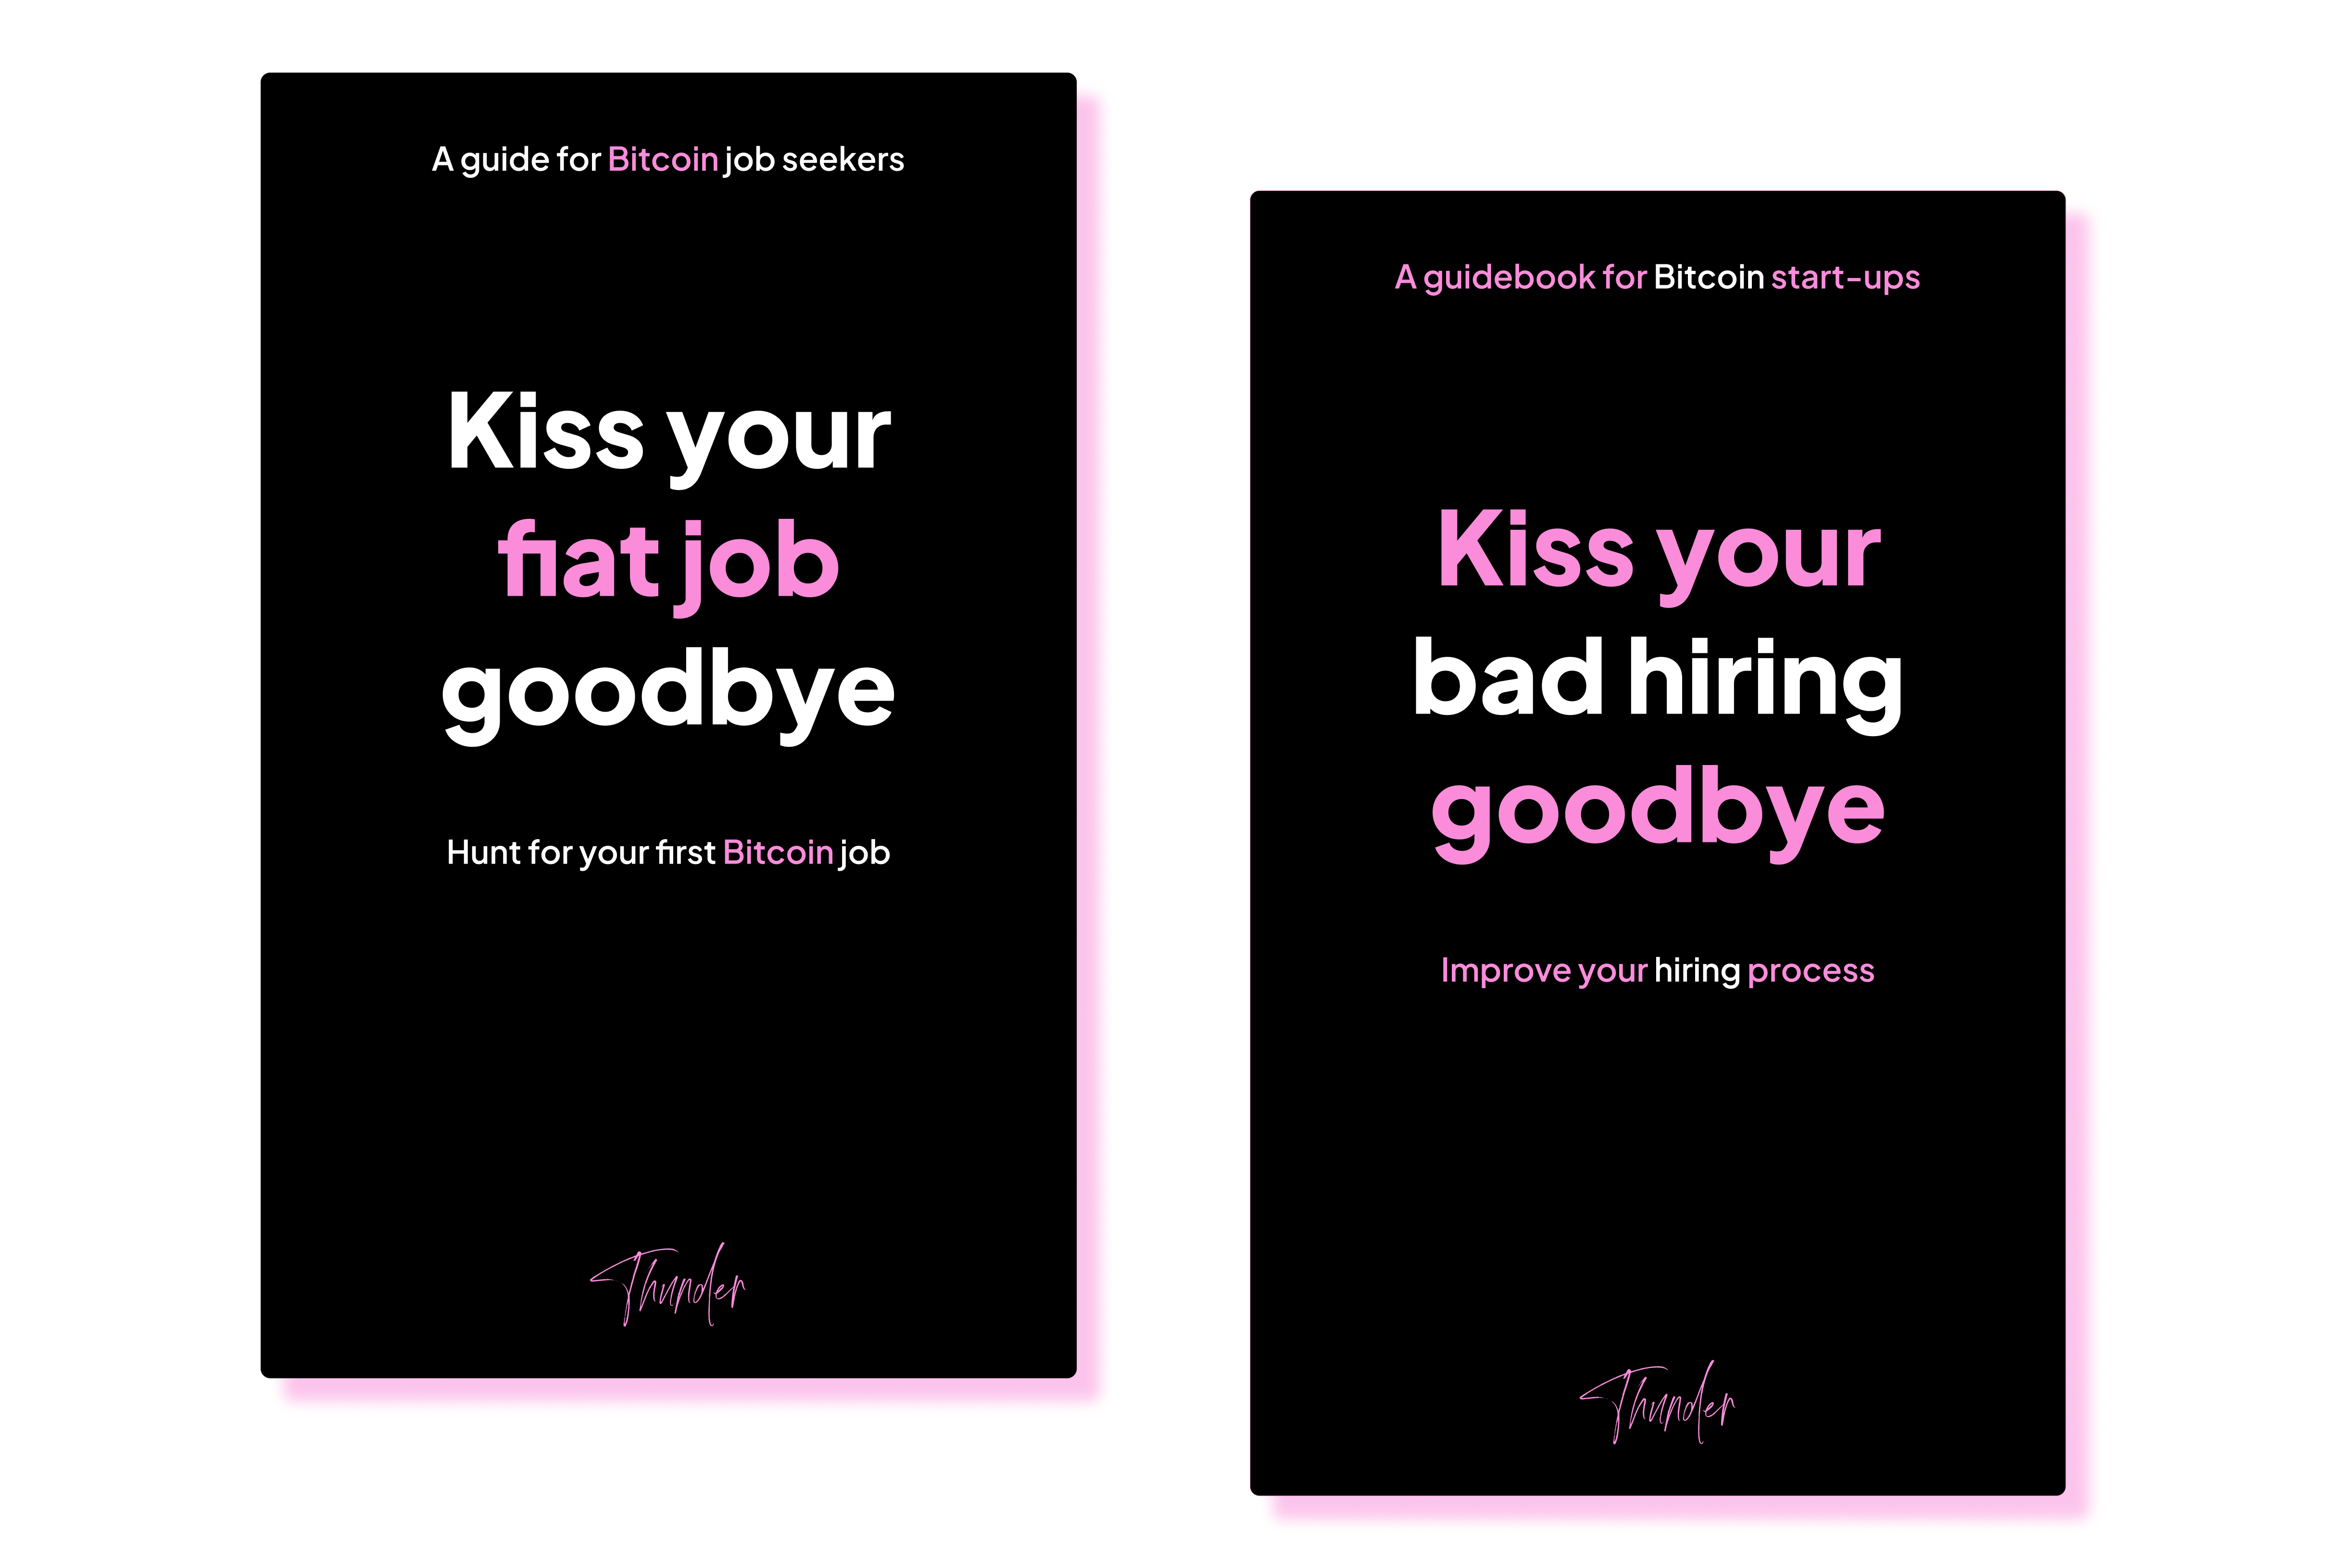 A guide for Bitcoin job seekers
Kiss your
fiat job
goodbye
Hunt for your first Bitcoin job
Thunder
A guidebook for Bitcoin start-ups
Kiss your
bad hiring
goodbye
Improve your hiring process
Thunder